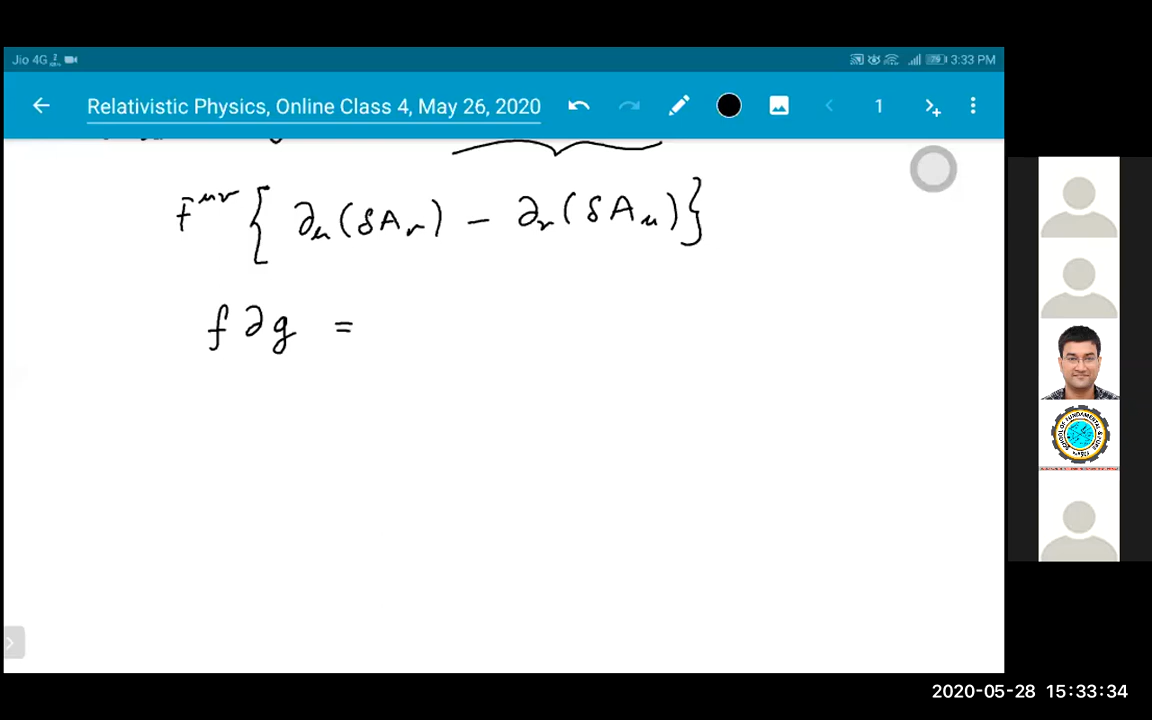 Jio 4G 3:33 PM
Relativistic Physics, Online Class 4, May 26, 2020 1
F^{μν} { ∂_μ (δA_ν) − ∂_ν (δA_μ) }
f ∂ g =
2020-05-28 15:33:34